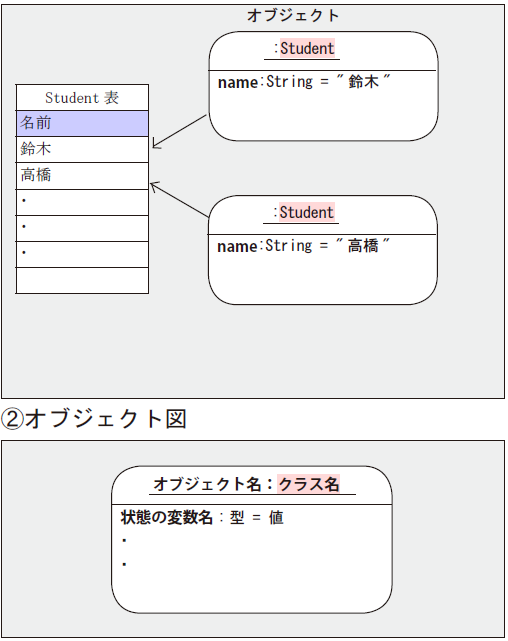 オブジェクト
:Student
name:String = ″鈴木″
Student 表
名前
鈴木
高橋
・
・
・
:Student
name:String = ″高橋″
②オブジェクト図
オブジェクト名：クラス名
状態の変数名：型 = 値
・
・